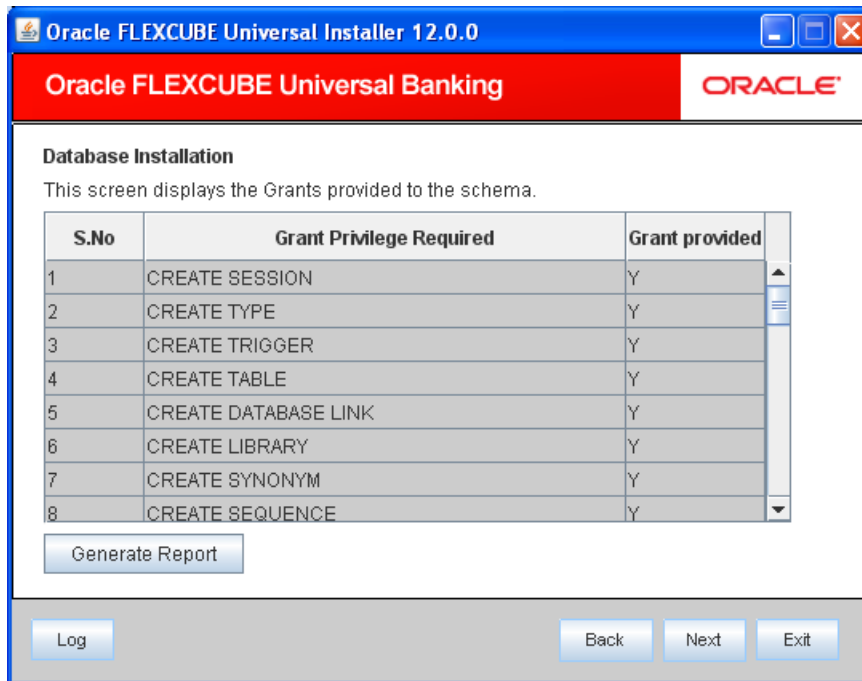 Oracle FLEXCUBE Universal Installer 12.0.0
Oracle FLEXCUBE Universal Banking
ORACLE®
Database Installation
This screen displays the Grants provided to the schema.
S.No Grant Privilege Required Grant provided
1 CREATE SESSION Y
2 CREATE TYPE Y
3 CREATE TRIGGER Y
4 CREATE TABLE Y
5 CREATE DATABASE LINK Y
6 CREATE LIBRARY Y
7 CREATE SYNONYM Y
8 CREATE SEQUENCE Y
Generate Report
Log Back Next Exit